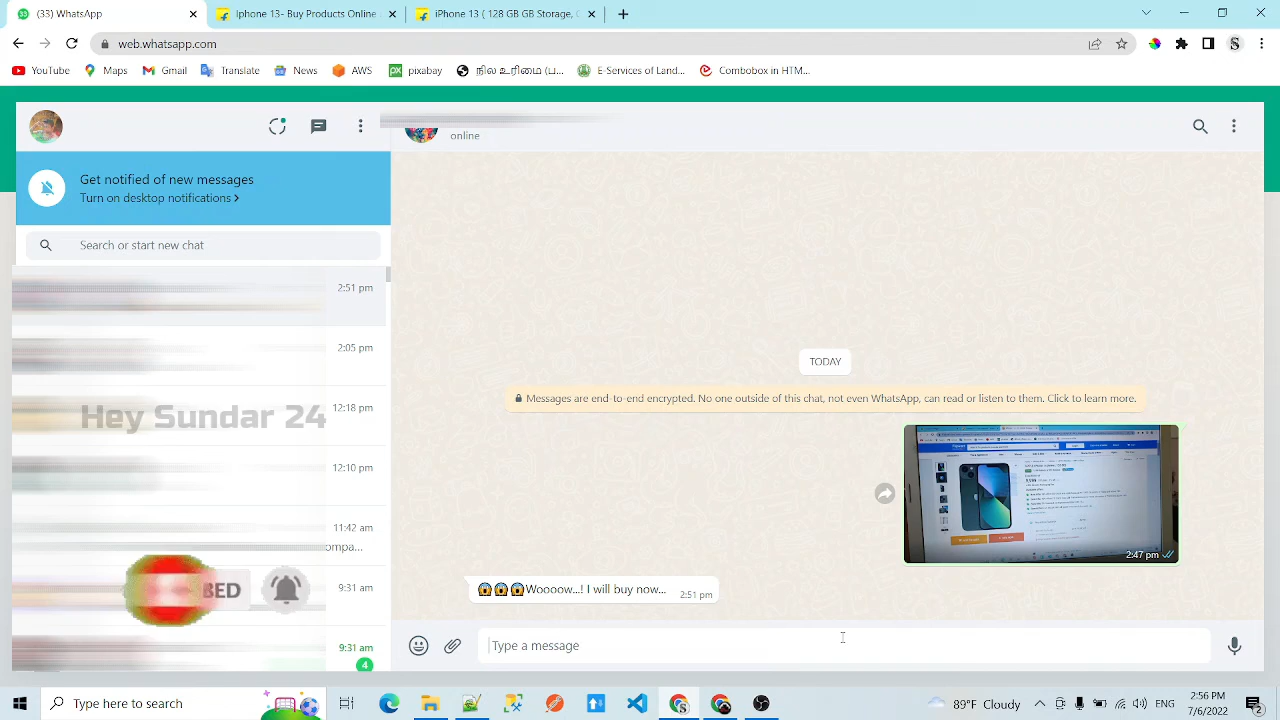 (33) WhatsApp
Iphone 13- Buy Products Online
iPhone 13 ( 128 GB GB Storage,
web.whatsapp.com
YouTube
Maps
Gmail
Translate
News
AWS
pixabay
E-Services of Land...
Combobox in HTM...
online
Get notified of new messages
Turn on desktop notifications
Search or start new chat
2:51 pm
2:05 pm
12:18 pm
11:42 am
ompa...
9:31 am
9:31 am
4
Hey Sundar 24
BED
TODAY
Messages are end-to-end encrypted. No one outside of this chat, not even WhatsApp, can read or listen to them. Click to learn more.
2:47 pm
😱😱😱Woooow...! I will buy now...
2:51 pm
Type a message
Type here to search
89°F Cloudy
ENG
2:56 PM
7/6/2022
2